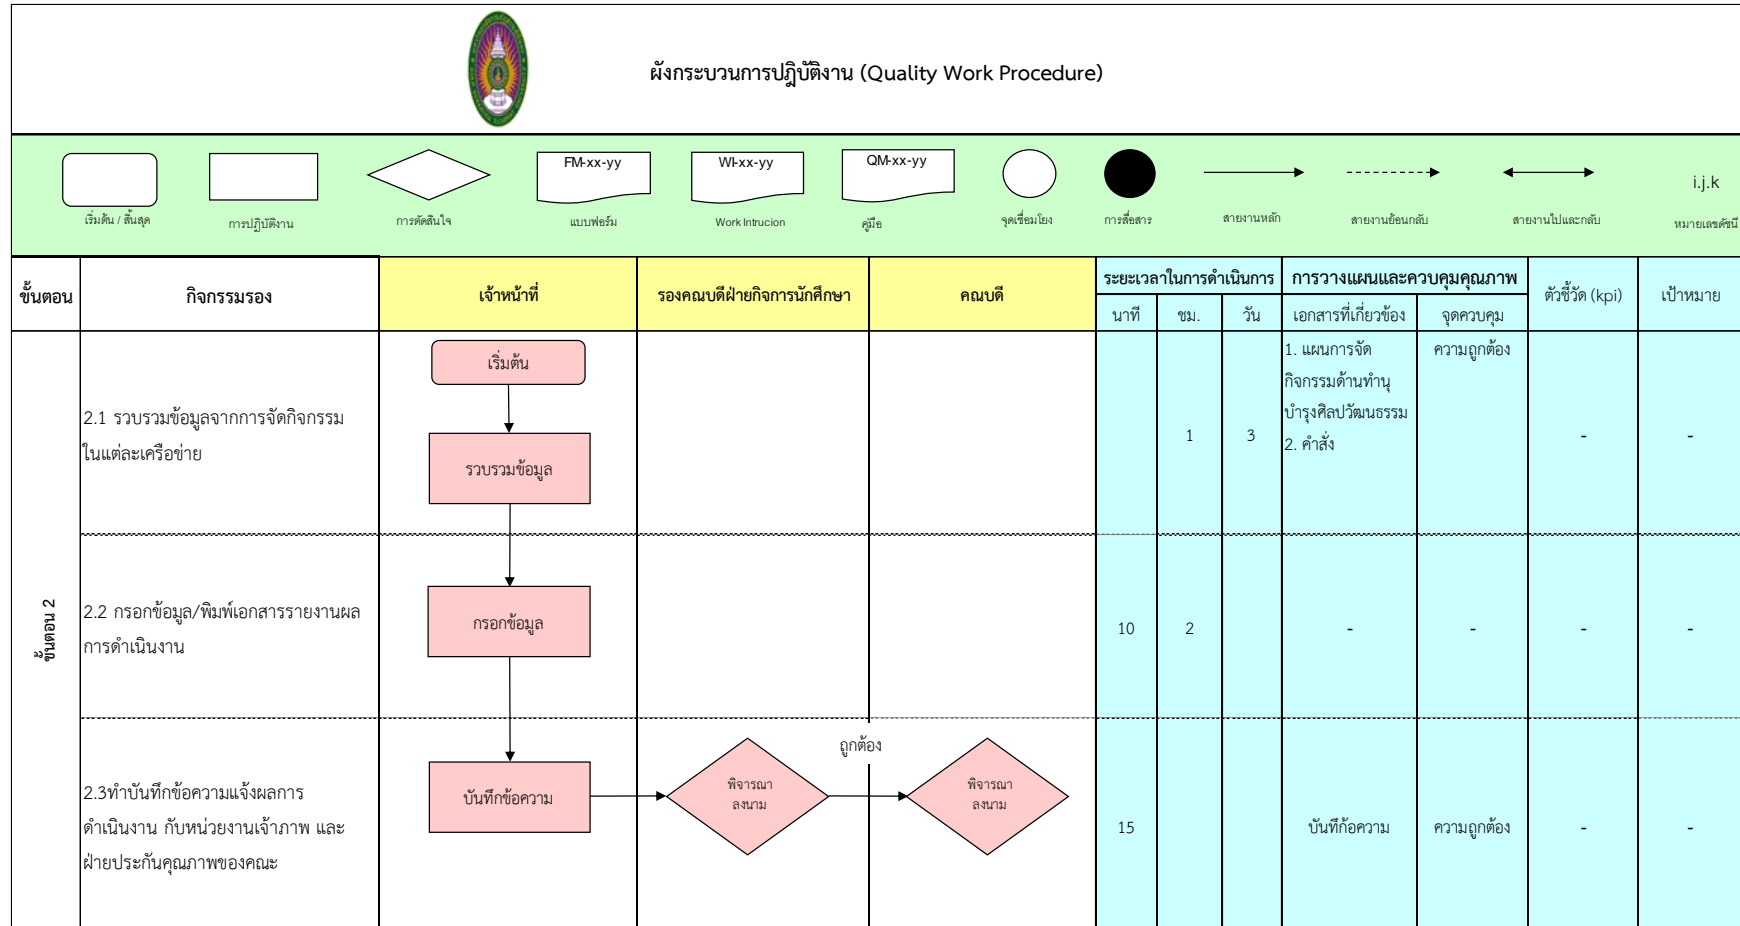 ผังกระบวนการปฎิบัติงาน (Quality Work Procedure)
FM-xx-yy
WI-xx-yy
QM-xx-yy
i.j.k
เริ่มต้น / สิ้นสุด
การปฏิบัติงาน
การตัดสินใจ
แบบฟอร์ม
Work Intrucion
คู่มือ
จุดเชื่อมโยง
การสื่อสาร
สายงานหลัก
สายงานย้อนกลับ
สายงานไปและกลับ
หมายเลขดัชนี
ขั้นตอน
กิจกรรมรอง
เจ้าหน้าที่
รองคณบดีฝ่ายกิจการนักศึกษา
คณบดี
ระยะเวลาในการดำเนินการ
การวางแผนและควบคุมคุณภาพ
ตัวชี้วัด (kpi)
เป้าหมาย
นาที
ชม.
วัน
เอกสารที่เกี่ยวข้อง
จุดควบคุม
ขั้นตอน 2
2.1 รวบรวมข้อมูลจากการจัดกิจกรรม
ในแต่ละเครือข่าย
เริ่มต้น
รวบรวมข้อมูล
1
3
1. แผนการจัด
กิจกรรมด้านทำนุ
บำรุงศิลปวัฒนธรรม
2. คำสั่ง
ความถูกต้อง
-
-
2.2 กรอกข้อมูล/พิมพ์เอกสารรายงานผล
การดำเนินงาน
กรอกข้อมูล
10
2
-
-
-
-
2.3ทำบันทึกข้อความแจ้งผลการ
ดำเนินงาน กับหน่วยงานเจ้าภาพ และ
ฝ่ายประกันคุณภาพของคณะ
บันทึกข้อความ
พิจารณา
ลงนาม
ถูกต้อง
พิจารณา
ลงนาม
15
บันทึก้อความ
ความถูกต้อง
-
-